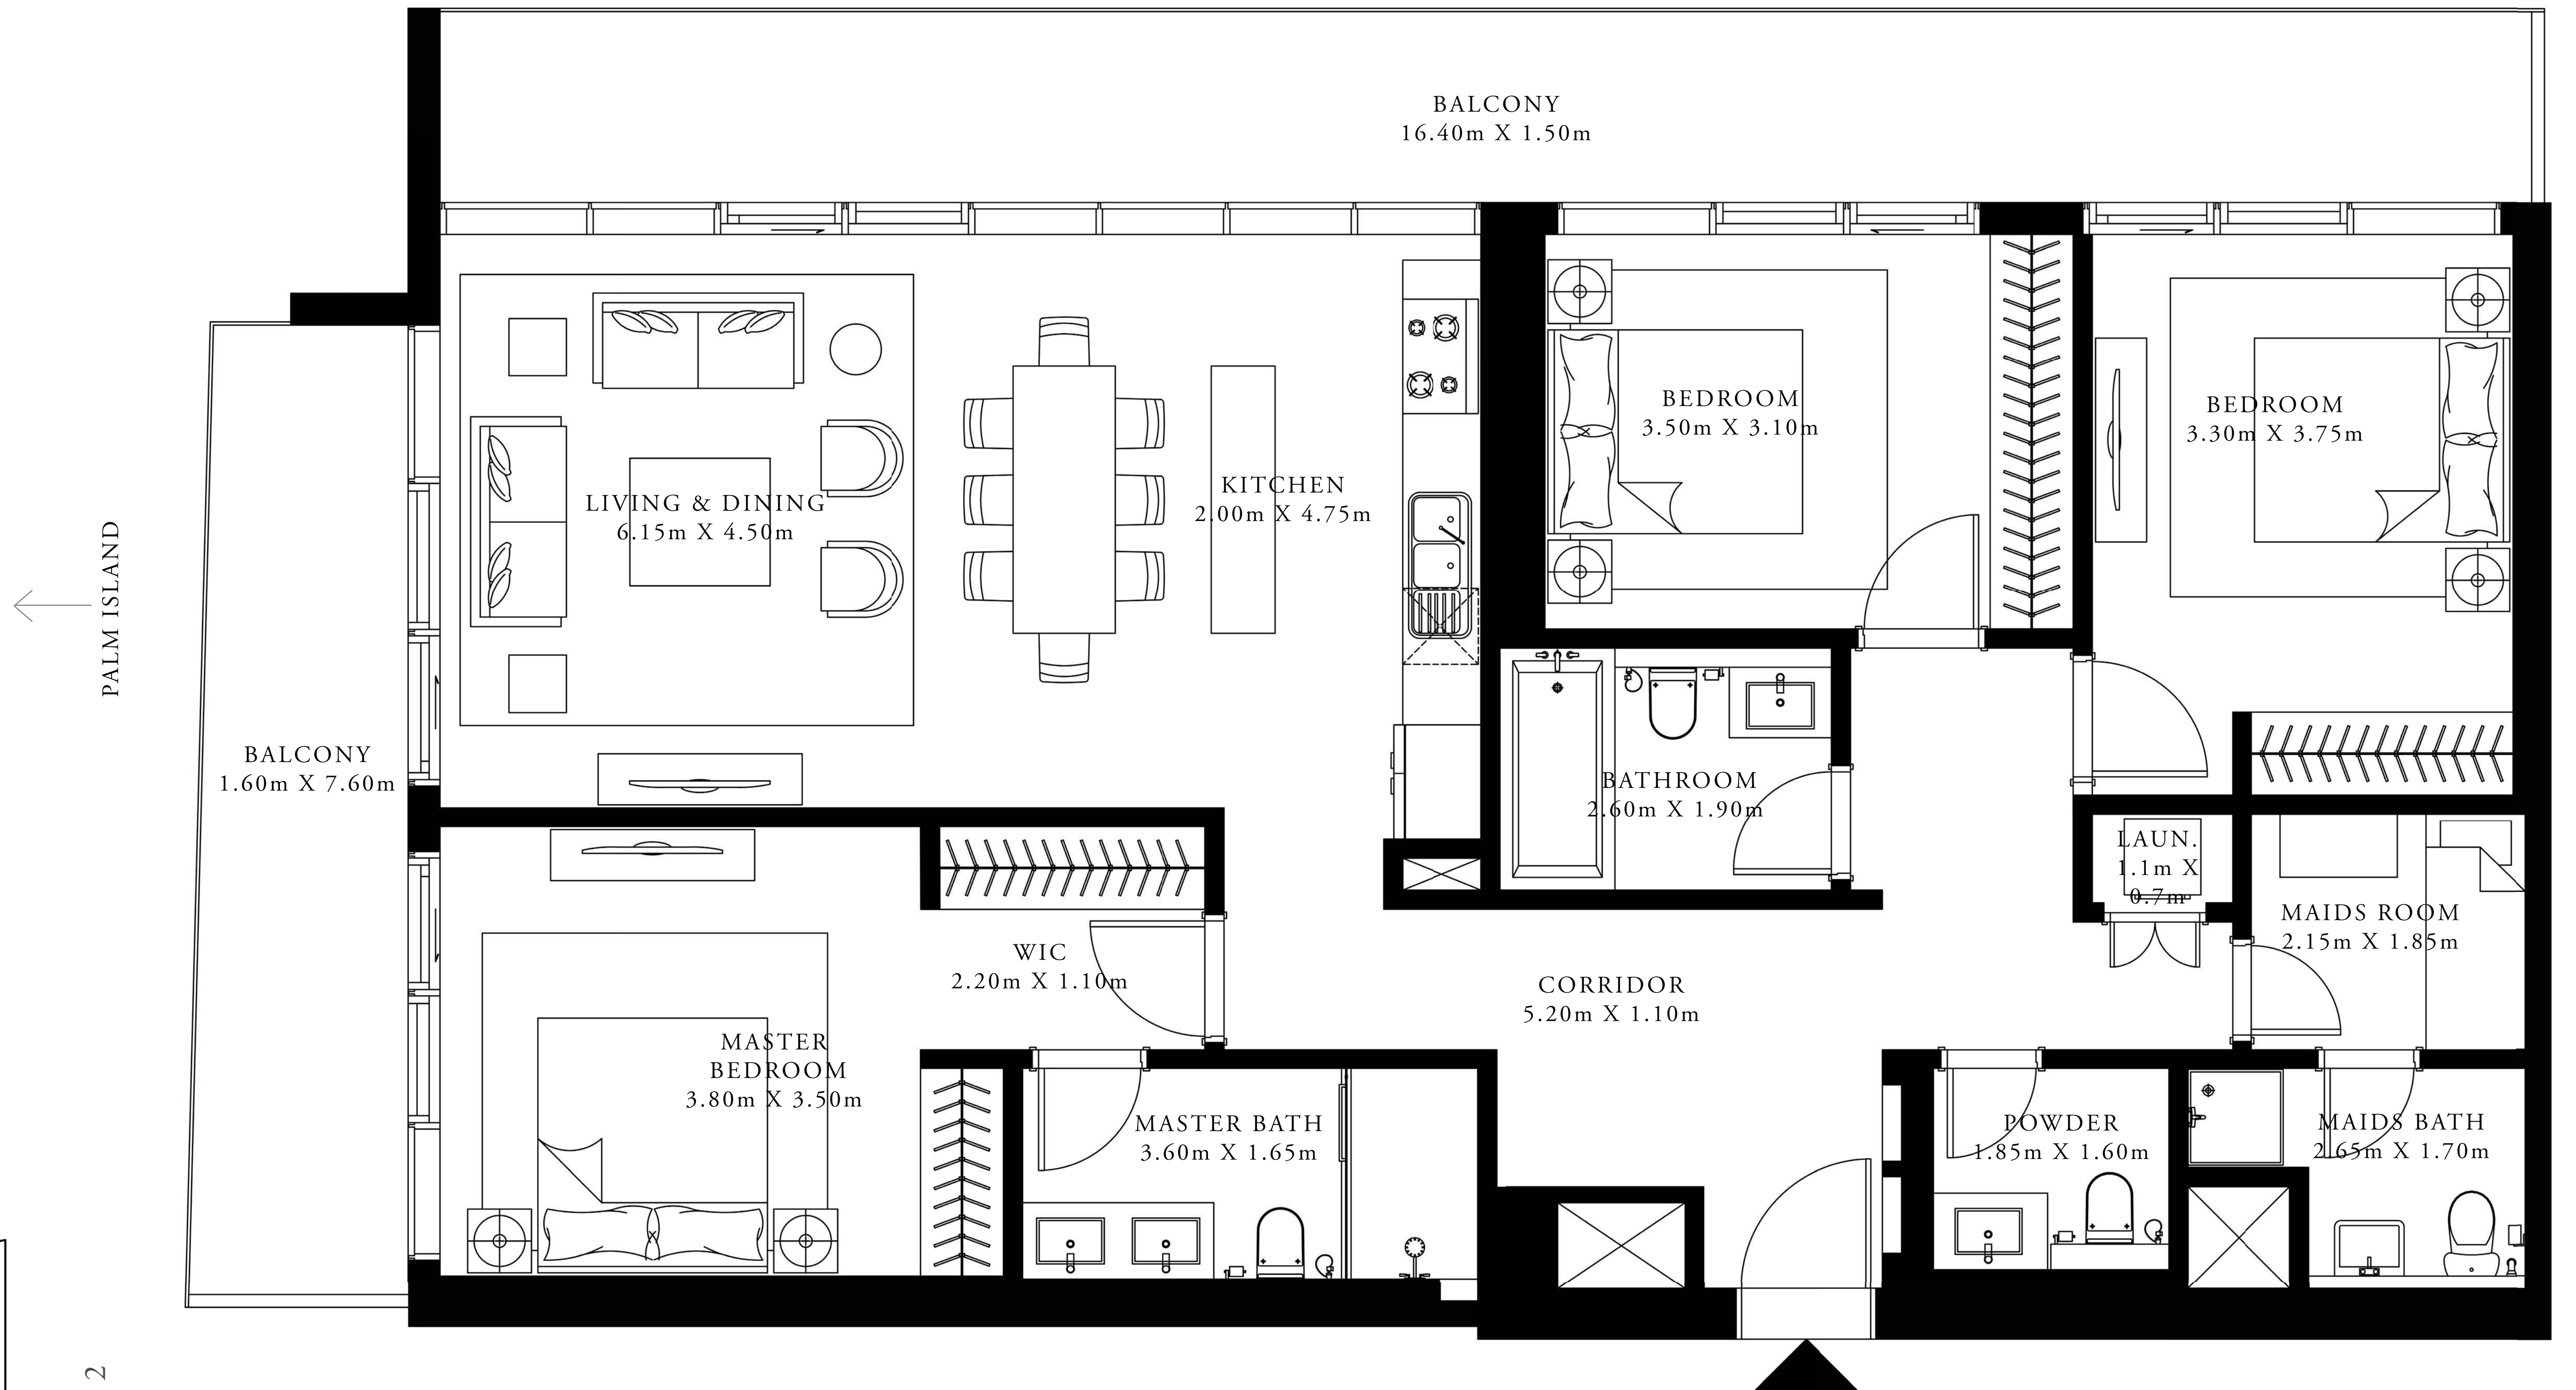 BALCONY
16.40m X 1.50m
BEDROOM
3.50m X 3.10m
BEDROOM
3.30m X 3.75m
KITCHEN
2.00m X 4.75m
LIVING & DINING
6.15m X 4.50m
PALM ISLAND
BALCONY
1.60m X 7.60m
BATHROOM
2.60m X 1.90m
LAUN.
1.1m X
0.7m
MAIDS ROOM
2.15m X 1.85m
WIC
2.20m X 1.10m
CORRIDOR
5.20m X 1.10m
MASTER
BEDROOM
3.80m X 3.50m
MASTER BATH
3.60m X 1.65m
POWDER
1.85m X 1.60m
MAIDS BATH
2.65m X 1.70m
2